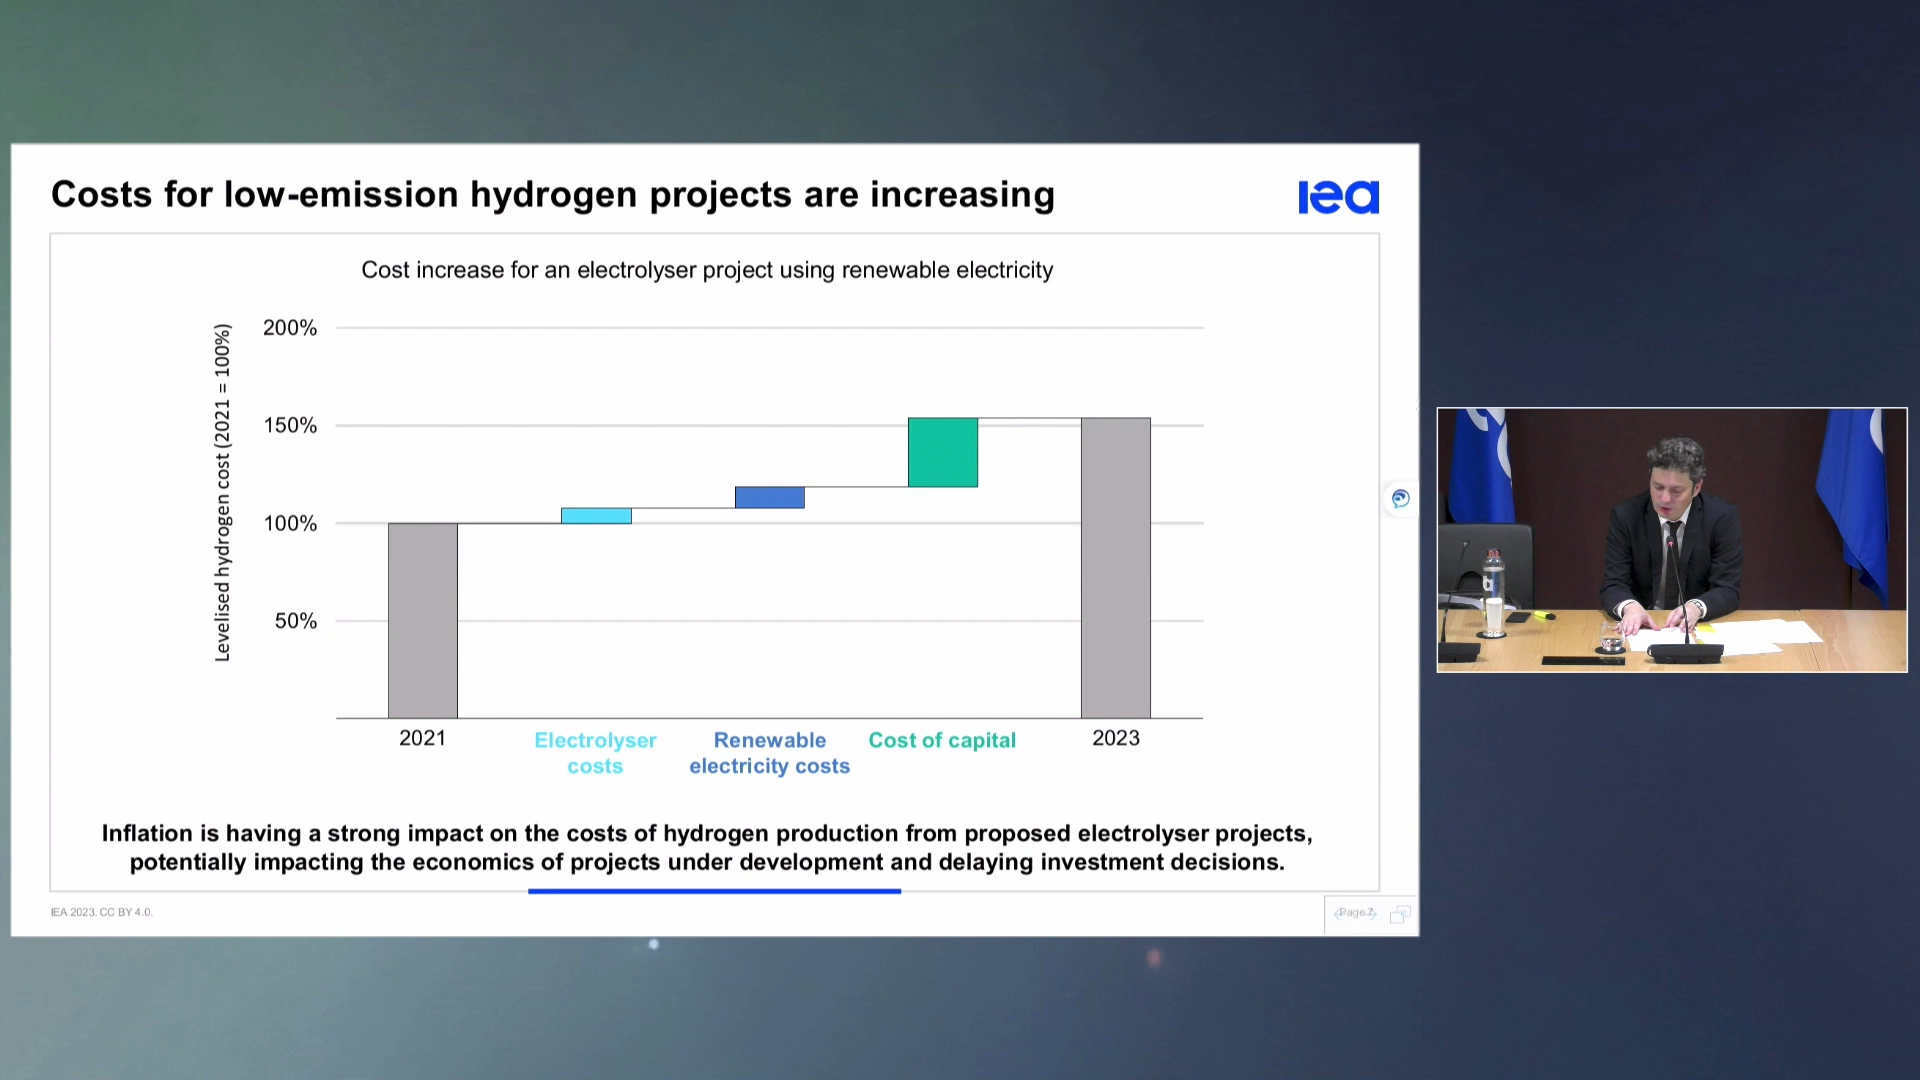 Costs for low-emission hydrogen projects are increasing
iea
Cost increase for an electrolyser project using renewable electricity
Levelised hydrogen cost (2021 = 100%)
200%
150%
100%
50%
2021
Electrolyser
costs
Renewable
electricity costs
Cost of capital
2023
Inflation is having a strong impact on the costs of hydrogen production from proposed electrolyser projects,
potentially impacting the economics of projects under development and delaying investment decisions.
IEA 2023. CC BY 4.0.
Page 7